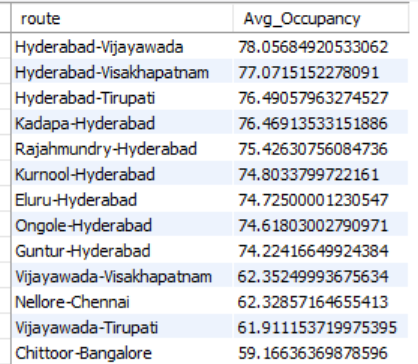 route Avg_Occupancy
Hyderabad-Vijayawada 78.05684920533062
Hyderabad-Visakhapatnam 77.0715152278091
Hyderabad-Tirupati 76.49057963274527
Kadapa-Hyderabad 76.46913533151886
Rajahmundry-Hyderabad 75.42630756084736
Kurnool-Hyderabad 74.8033799722161
Eluru-Hyderabad 74.72500001230547
Ongole-Hyderabad 74.61803002790971
Guntur-Hyderabad 74.22416649924384
Vijayawada-Visakhapatnam 62.35249993675634
Nellore-Chennai 62.32857164655413
Vijayawada-Tirupati 61.911153719975395
Chittoor-Bangalore 59.16636369878596